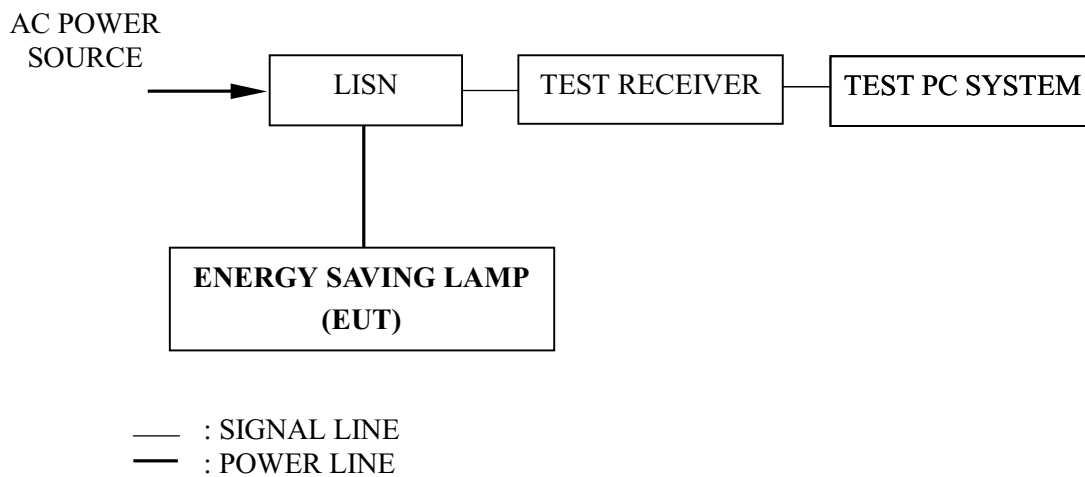 AC POWER
SOURCE
LISN
TEST RECEIVER
TEST PC SYSTEM
ENERGY SAVING LAMP
(EUT)
: SIGNAL LINE
: POWER LINE